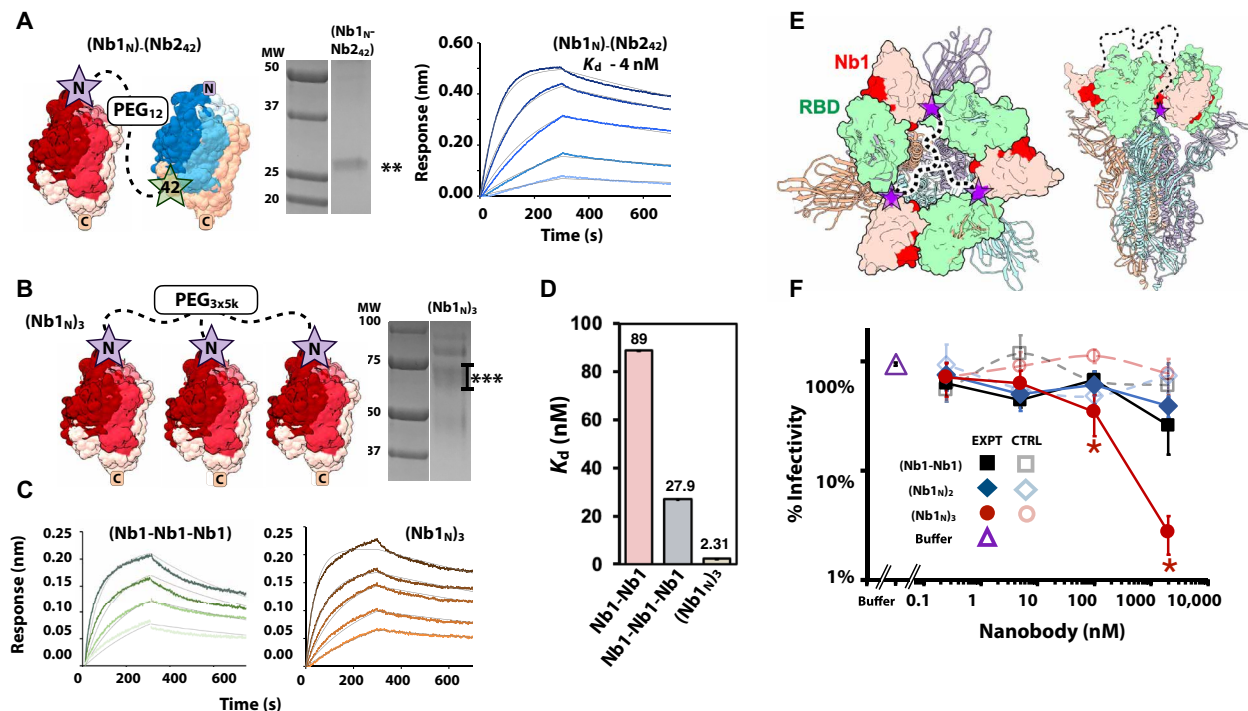 A
(Nb1N)-(Nb242)
N
PEG12
N
42
C
C
MW
(Nb1N-
Nb242)
50
37
25
20
**
(Nb1N)-(Nb242)
Kd - 4 nM
Response (nm)
0.60
0.40
0.20
0.00
0
200
400
600
Time (s)
B
(Nb1N)3
PEG3x5k
N
N
N
C
C
C
MW
(Nb1N)3
100
75
50
37
***
C
(Nb1-Nb1-Nb1)
Response (nm)
0.25
0.20
0.15
0.10
0.05
0.00
0
200
400
600
(Nb1N)3
0.25
0.20
0.15
0.10
0.05
0.00
0
200
400
600
Time (s)
D
Kd (nM)
100
80
60
40
20
0
89
27.9
2.31
Nb1-Nb1
Nb1-Nb1-Nb1
(Nb1N)3
E
Nb1
RBD
F
% Infectivity
100%
10%
1%
EXPT CTRL
(Nb1-Nb1)
(Nb1N)2
(Nb1N)3
Buffer
*
*
Buffer
0.1
1
10
100
1000
10,000
Nanobody (nM)